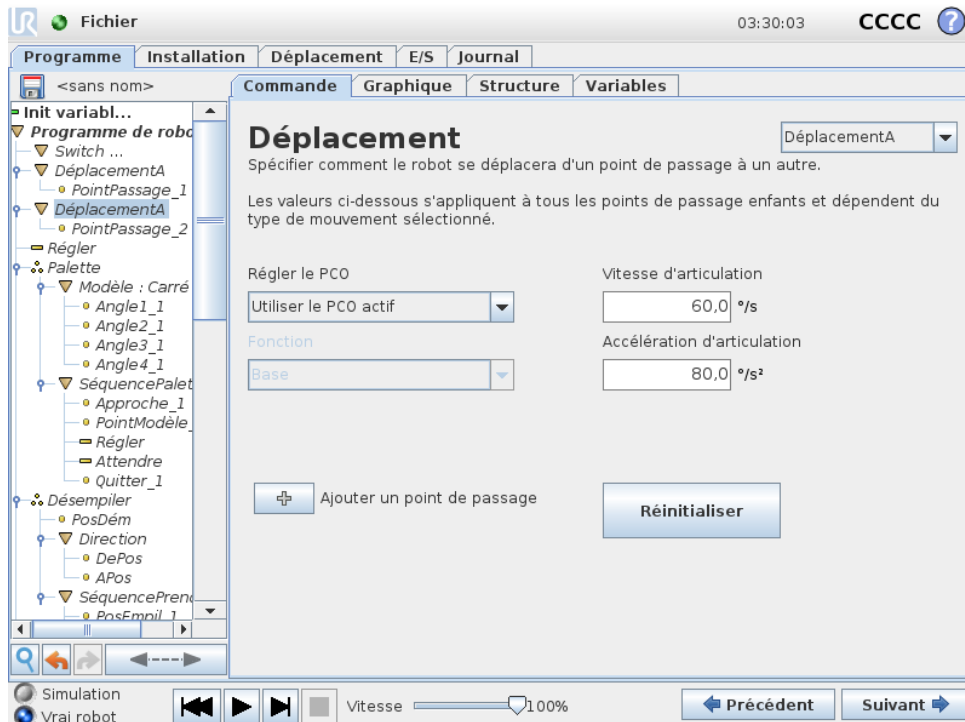 UR Fichier 03:30:03 CCCC ?
Programme Installation Déplacement E/S Journal
<sans nom>
Commande Graphique Structure Variables
Init variabl...
Programme de robo
Switch ...
DéplacementA
PointPassage_1
DéplacementA
PointPassage_2
Régler
Palette
Modèle : Carré
Angle1_1
Angle2_1
Angle3_1
Angle4_1
SéquencePalet
Approche_1
PointModèle_
Régler
Attendre
Quitter_1
Désempiler
PosDém
Direction
DePos
APos
SéquencePrend
PosEmpil_1
Déplacement
DéplacementA
Spécifier comment le robot se déplacera d'un point de passage à un autre.
Les valeurs ci-dessous s'appliquent à tous les points de passage enfants et dépendent du
type de mouvement sélectionné.
Régler le PCO
Vitesse d'articulation
Utiliser le PCO actif
60,0 °/s
Fonction
Accélération d'articulation
Base
80,0 °/s²
Ajouter un point de passage
Réinitialiser
Simulation
Vrai robot
Vitesse 100%
Précédent
Suivant